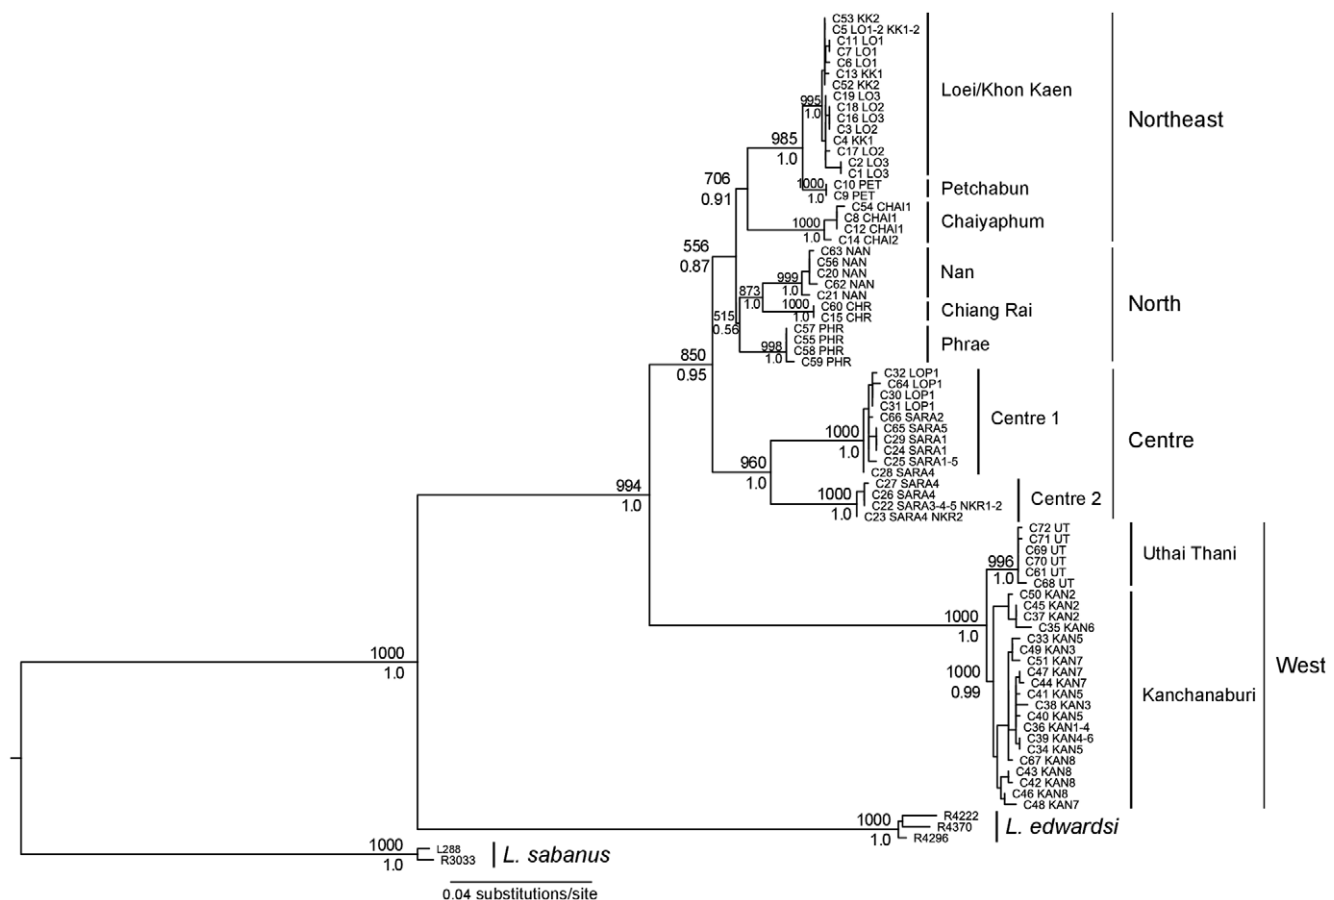 C53 KK2
C5 LO1-2 KK1-2
C11 LO1
C7 LO1
C6 LO1
C13 KK1
C52 KK2
C19 LO3
C18 LO2
C16 LO3
C3 LO2
C4 KK1
C17 LO2
C2 LO3
C1 LO3
C10 PET
C9 PET
C54 CHAI1
C8 CHAI1
C12 CHAI1
C14 CHAI2
C63 NAN
C56 NAN
C20 NAN
C62 NAN
C21 NAN
C60 CHR
C15 CHR
C57 PHR
C55 PHR
C58 PHR
C59 PHR
C32 LOP1
C64 LOP1
C30 LOP1
C31 LOP1
C66 SARA2
C65 SARA5
C29 SARA1
C24 SARA1
C25 SARA1-5
C28 SARA4
C27 SARA4
C26 SARA4
C22 SARA3-4-5 NKR1-2
C23 SARA4 NKR2
C72 UT
C71 UT
C69 UT
C70 UT
C61 UT
C68 UT
C50 KAN2
C45 KAN2
C37 KAN2
C35 KAN6
C33 KAN5
C49 KAN3
C51 KAN7
C47 KAN7
C44 KAN7
C41 KAN5
C38 KAN3
C40 KAN5
C36 KAN1-4
C39 KAN4-6
C34 KAN5
C67 KAN8
C43 KAN8
C42 KAN8
C46 KAN8
C48 KAN7
R4222
R4370
R4296
L288
R3033
Loei/Khon Kaen
Petchabun
Chaiyaphum
Nan
Chiang Rai
Phrae
Centre 1
Centre 2
Uthai Thani
Kanchanaburi
L. edwardsi
L. sabanus
Northeast
North
Centre
West
995
1.0
985
1.0
1000
1.0
706
0.91
1000
1.0
556
0.87
999
1.0
873
1.0
1000
1.0
515
0.56
998
1.0
850
0.95
1000
1.0
960
1.0
1000
1.0
994
1.0
996
1.0
1000
1.0
1000
0.99
1000
1.0
1000
1.0
1000
1.0
0.04 substitutions/site